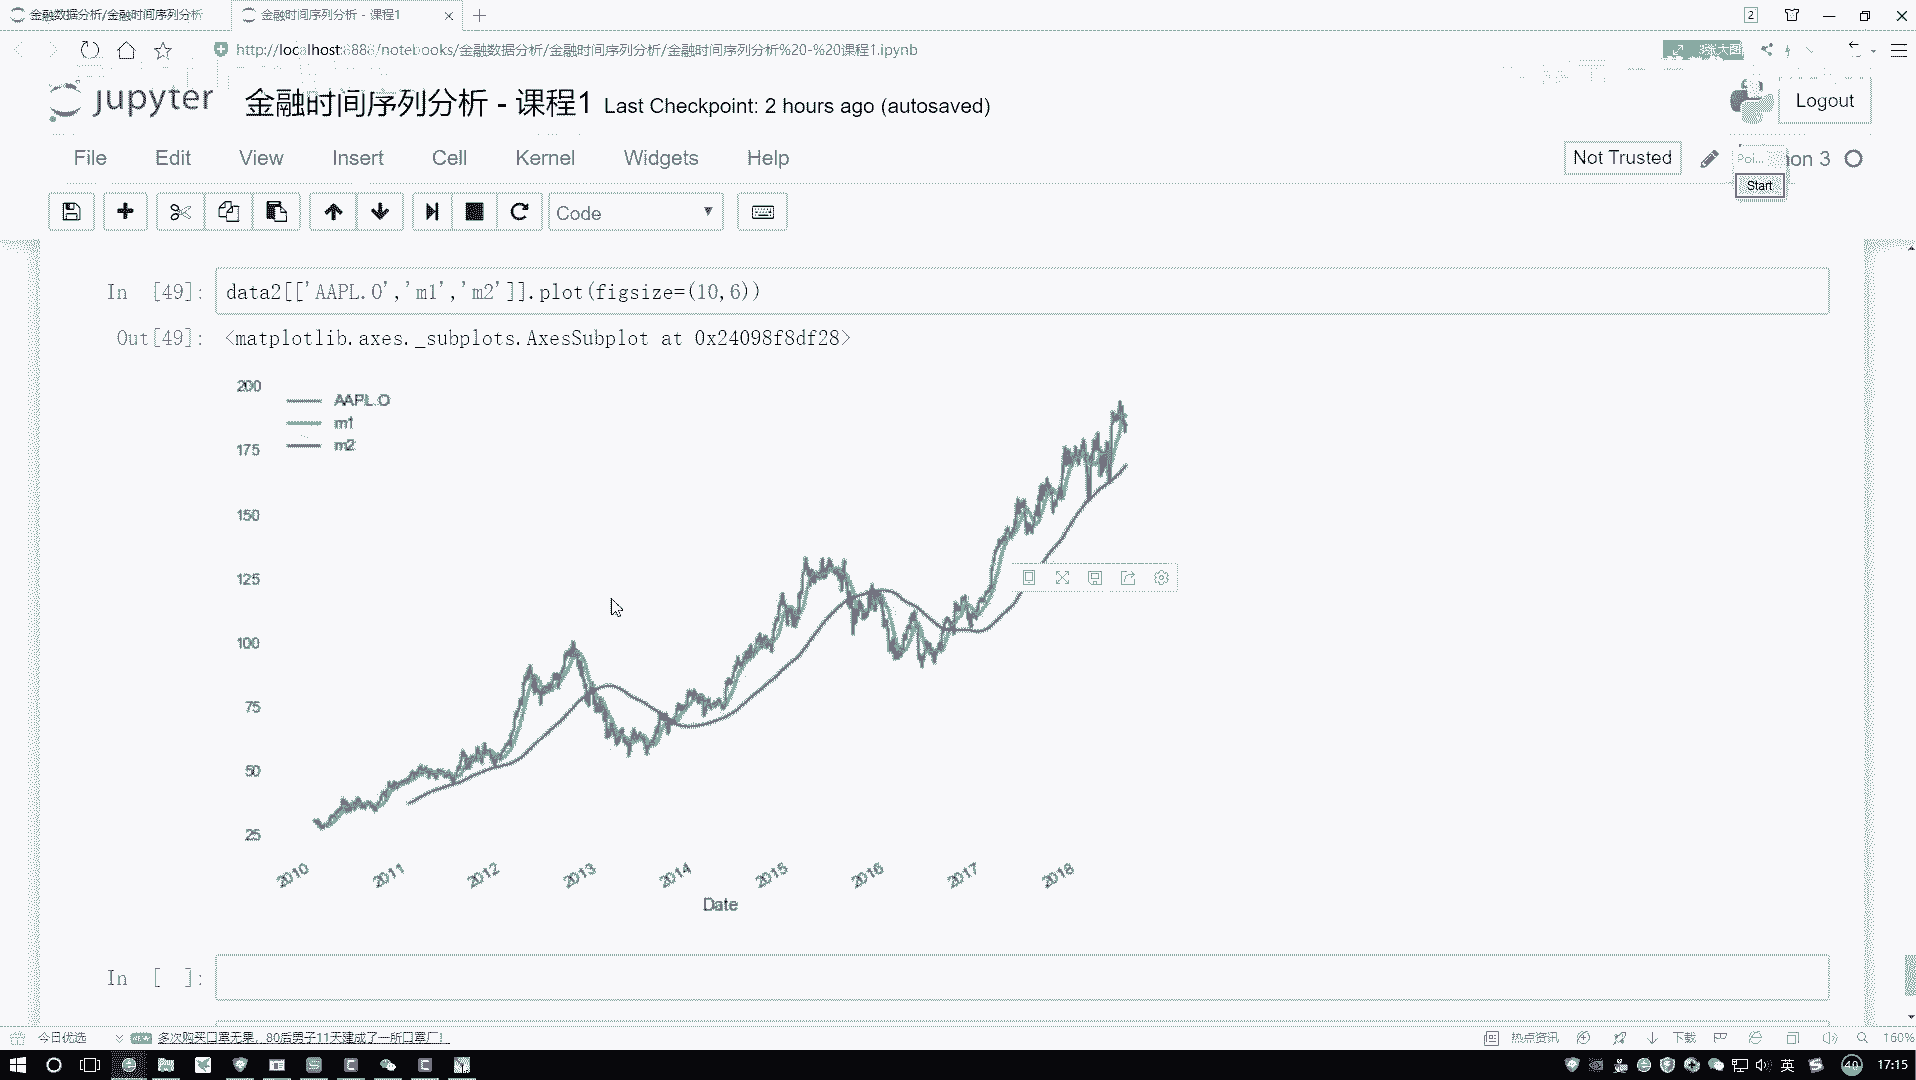 金融数据分析/金融时间序列分析
金融时间序列分析 - 课程1
2
http://localhost:8888/notebooks/金融数据分析/金融时间序列分析/金融时间序列分析%20-%20课程1.ipynb
jupyter
金融时间序列分析 - 课程1
Last Checkpoint: 2 hours ago (autosaved)
Logout
File Edit View Insert Cell Kernel Widgets Help
Not Trusted
Poi...
on 3
Start
Code
In [49]: data2[['AAPL.O','m1','m2']].plot(figsize=(10,6))
Out[49]: <matplotlib.axes._subplots.AxesSubplot at 0x24098f8df28>
200
AAPL.O
m1
m2
175
150
125
100
75
50
25
2010 2011 2012 2013 2014 2015 2016 2017 2018
Date
In [ ]:
今日优选
NEW
多次购买口罩无果，80后男子11天建成了一所口罩厂！
热点资讯
下载
160%
英
40
17:15